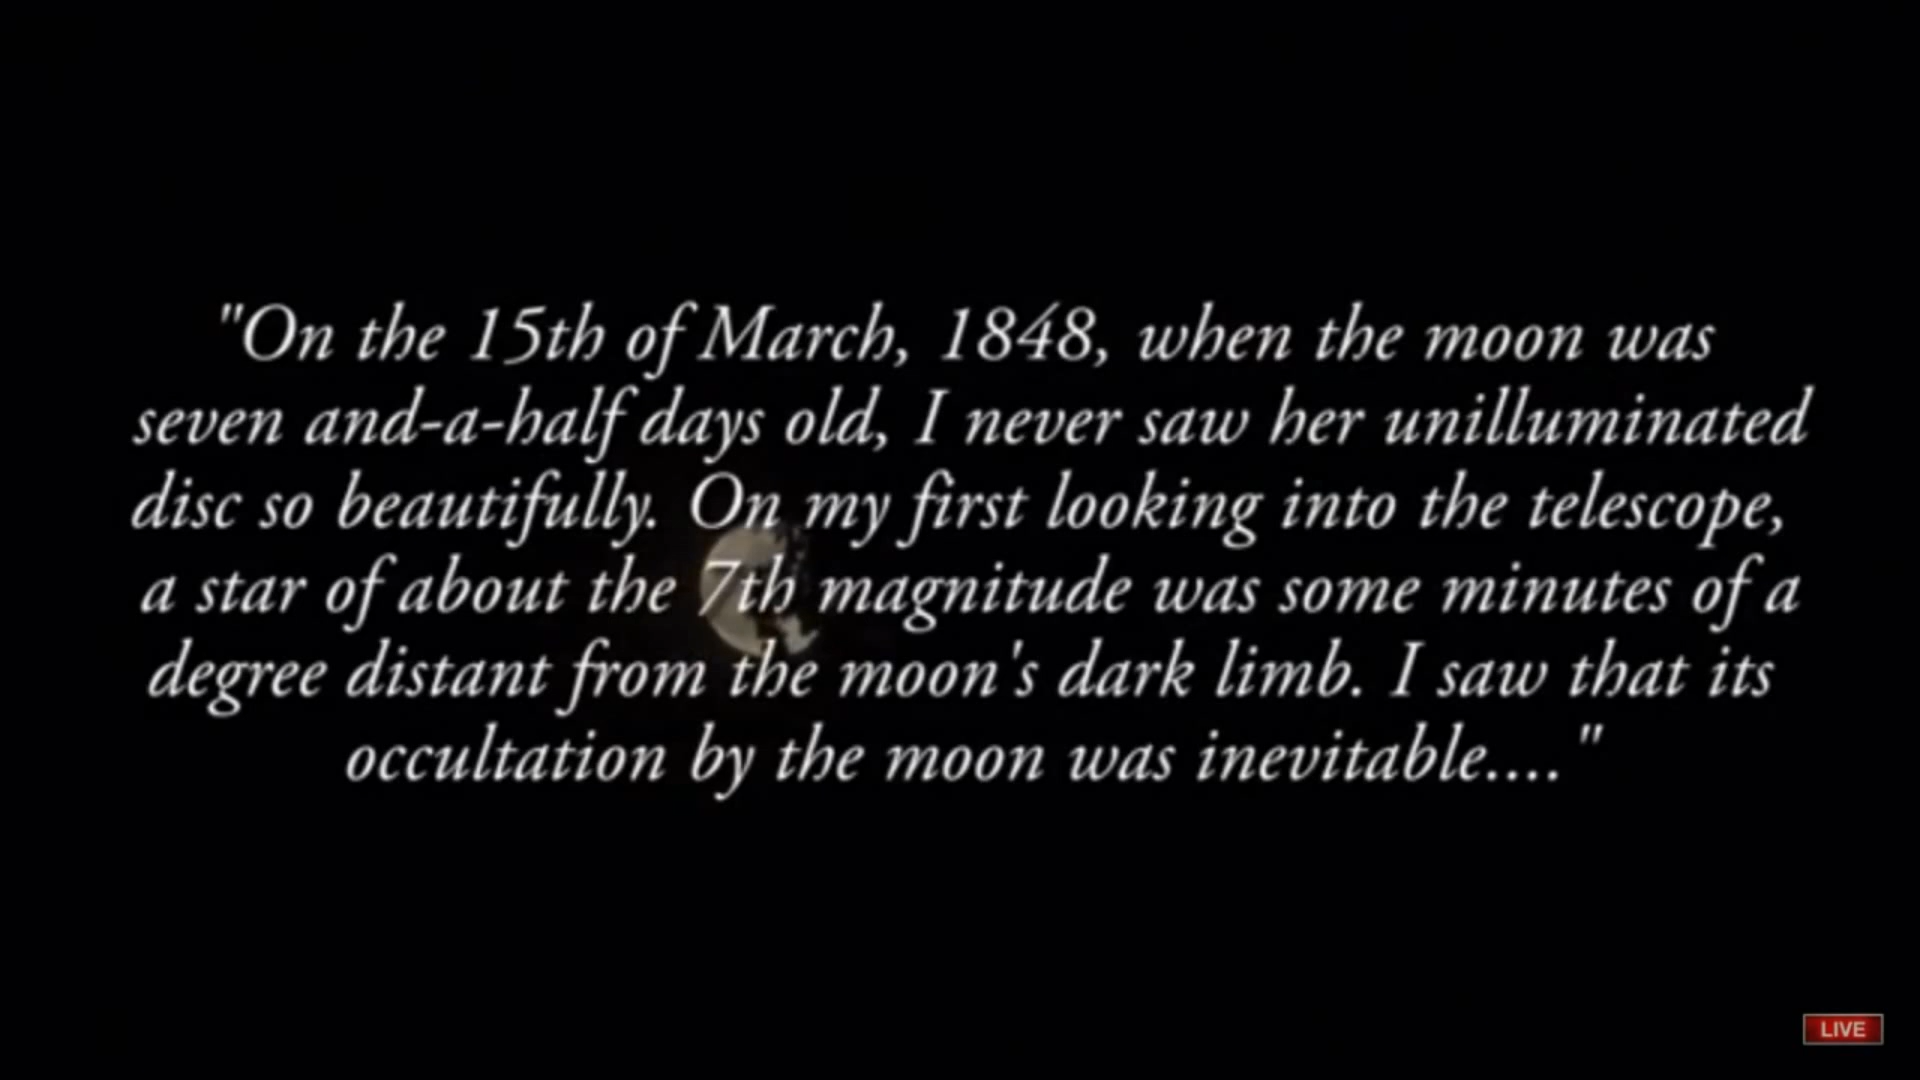 "On the 15th of March, 1848, when the moon was
seven and-a-half days old, I never saw her unilluminated
disc so beautifully. On my first looking into the telescope,
a star of about the 7th magnitude was some minutes of a
degree distant from the moon's dark limb. I saw that its
occultation by the moon was inevitable...."
LIVE